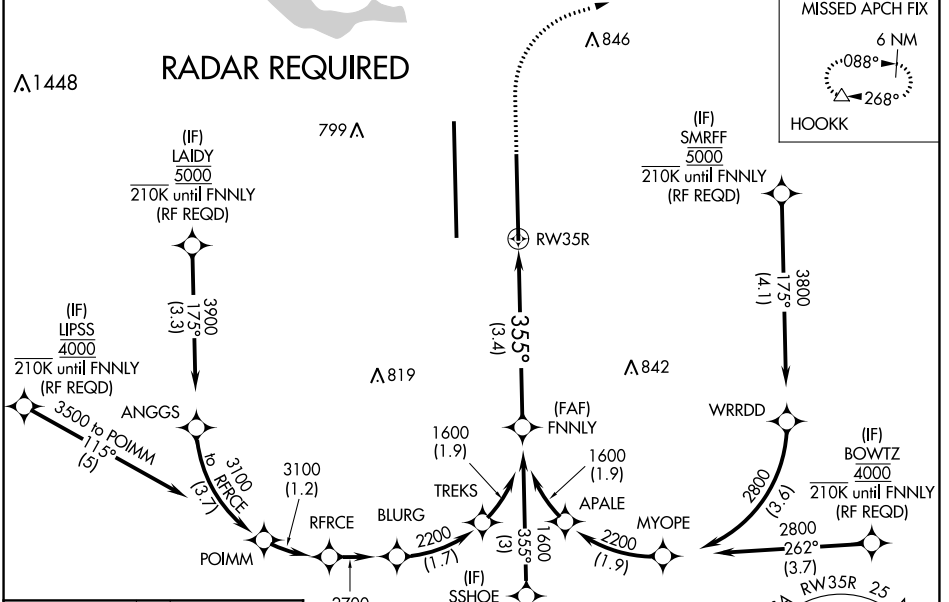 MISSED APCH FIX
6 NM
088°
268°
HOOKK
846
RADAR REQUIRED
1448
799
(IF)
LAIDY
5000
210K until FNNLY
(RF REQD)
(IF)
SMRFF
5000
210K until FNNLY
(RF REQD)
RW35R
3900
175°
(3.3)
3800
175°
(4.1)
(IF)
LIPSS
4000
210K until FNNLY
(RF REQD)
355°
(3.4)
819
842
ANGGS
(FAF)
FNNLY
WRRDD
3500 to POIMM
115°
(5)
3100
to RFRCE
(3.7)
3100
(1.2)
1600
(1.9)
1600
(1.9)
(IF)
BOWTZ
4000
210K until FNNLY
(RF REQD)
TREKS
APALE
2800
(3.6)
POIMM
RFRCE
BLURG
2200
(1.7)
1600
355°
(3)
2200
(1.9)
MYOPE
2800
262°
(3.7)
(IF)
SSHOE
2700
RW35R 25